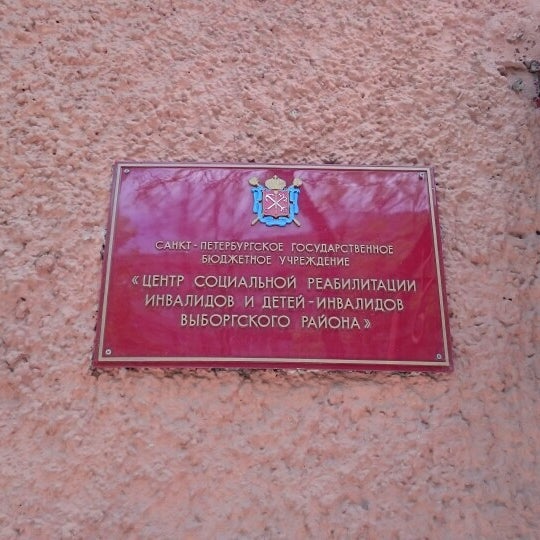 САНКТ-ПЕТЕРБУРГСКОЕ ГОСУДАРСТВЕННОЕ
БЮДЖЕТНОЕ УЧРЕЖДЕНИЕ
«ЦЕНТР СОЦИАЛЬНОЙ РЕАБИЛИТАЦИИ
ИНВАЛИДОВ И ДЕТЕЙ-ИНВАЛИДОВ
ВЫБОРГСКОГО РАЙОНА»